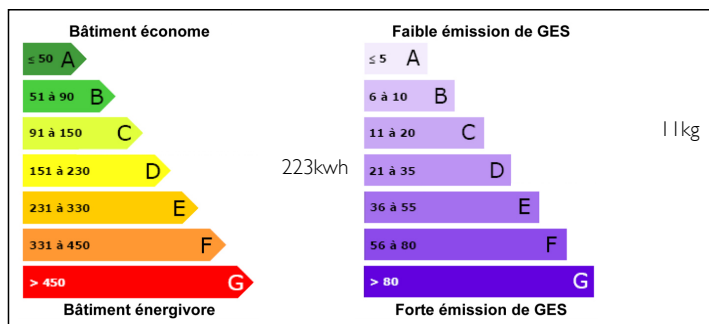 Bâtiment économe
≤ 50 A
51 à 90 B
91 à 150 C
151 à 230 D
223kwh
231 à 330 E
331 à 450 F
> 450 G
Bâtiment énergivore
Faible émission de GES
≤ 5 A
6 à 10 B
11 à 20 C
11kg
21 à 35 D
36 à 55 E
56 à 80 F
> 80 G
Forte émission de GES